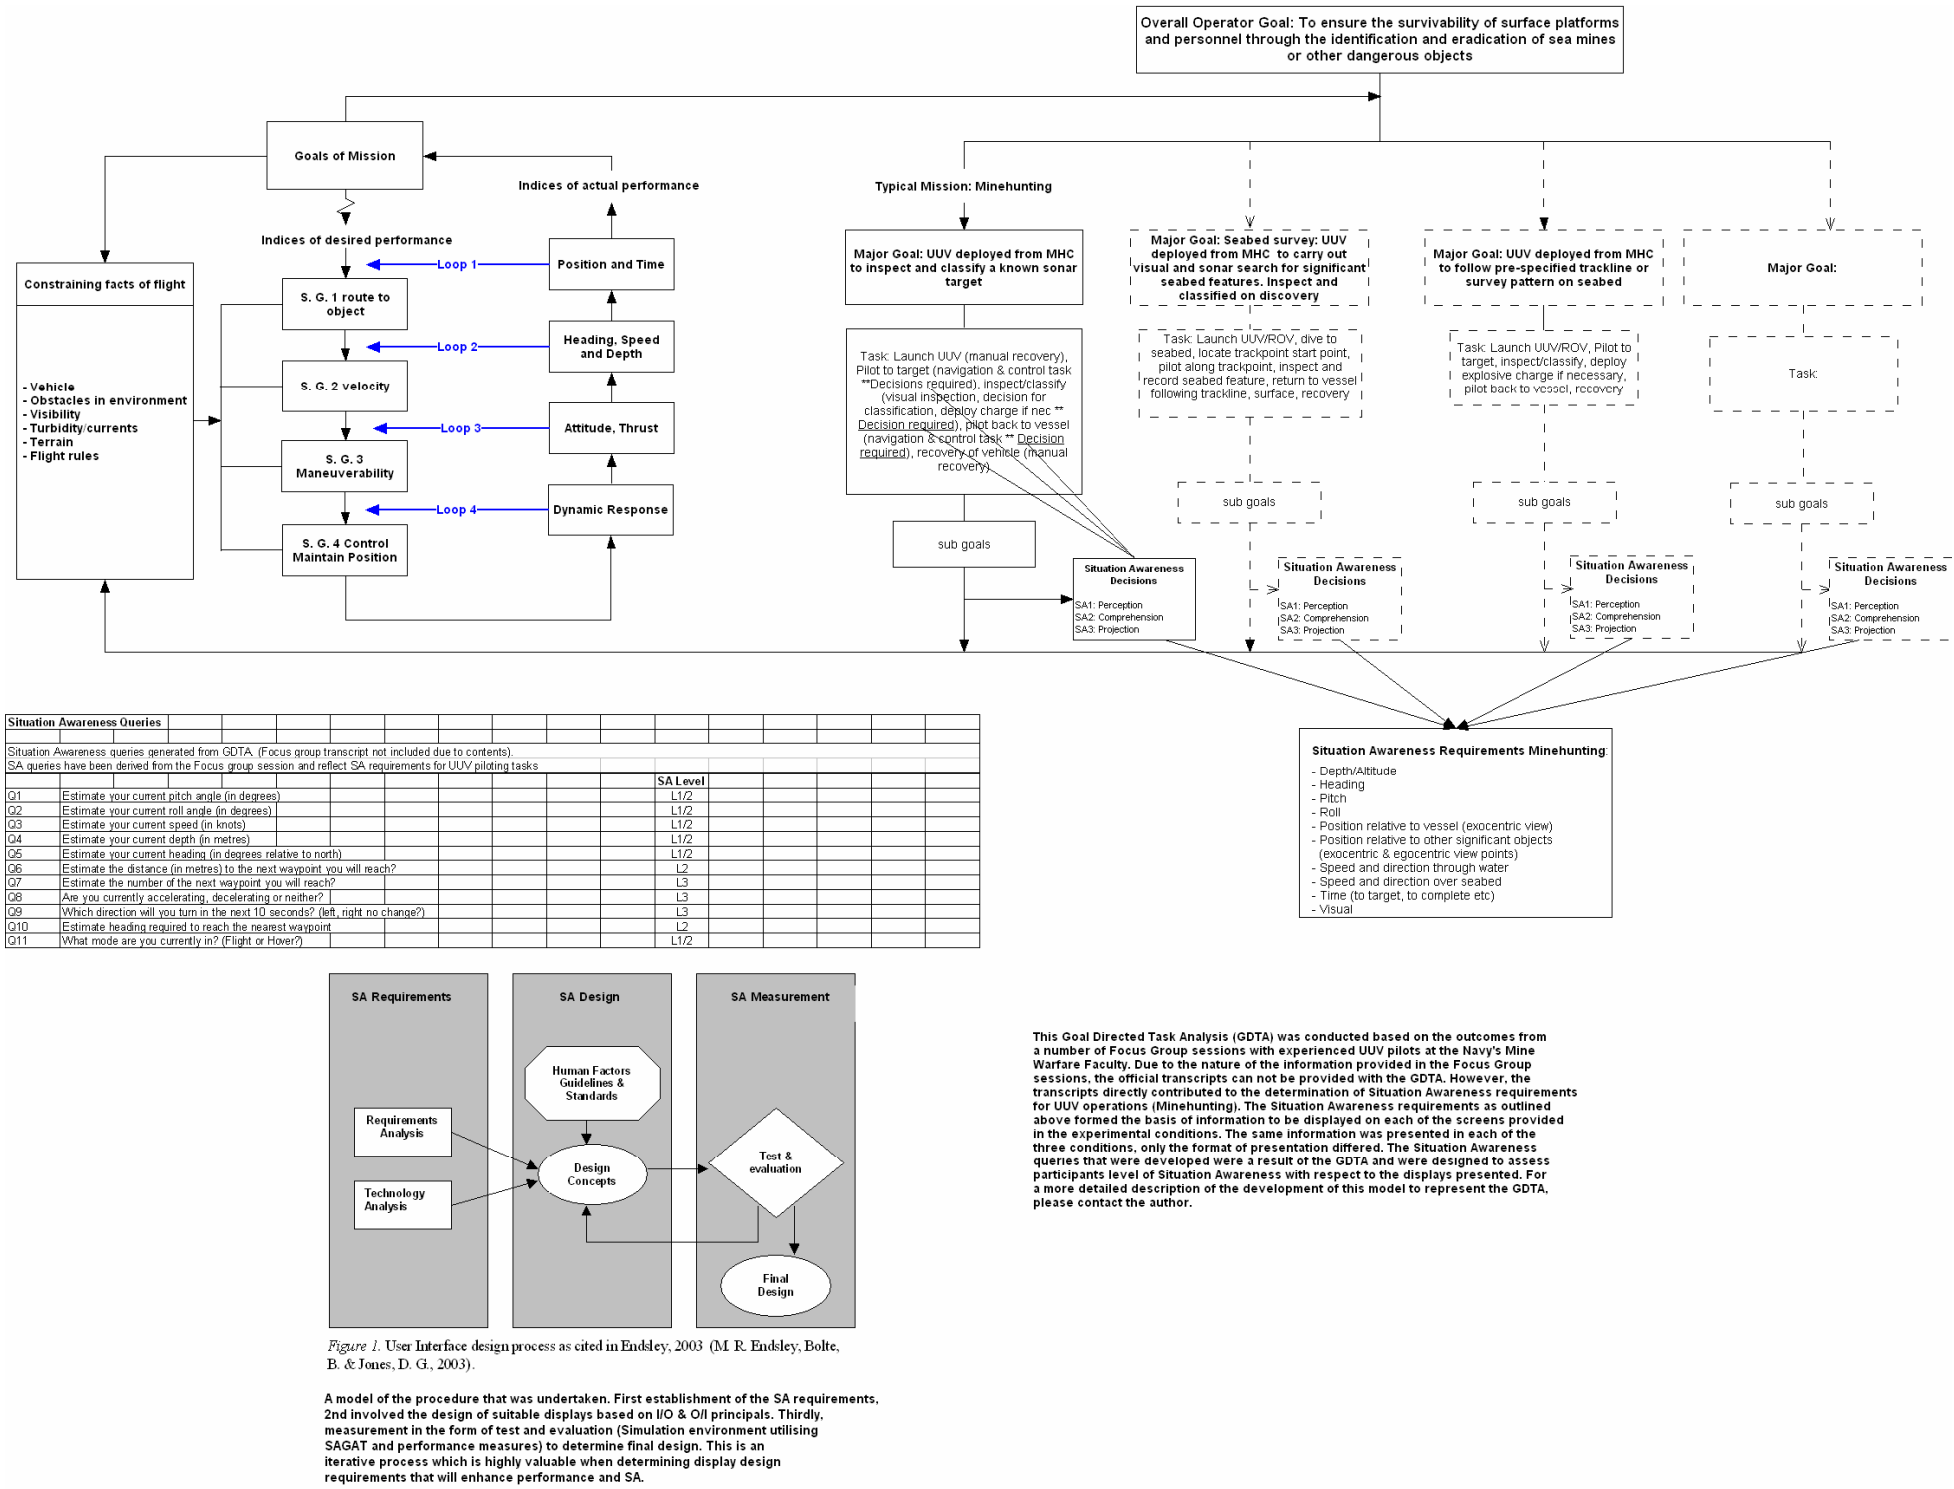 Overall Operator Goal: To ensure the survivability of surface platforms
and personnel through the identification and eradication of sea mines
or other dangerous objects
Goals of Mission
Indices of actual performance
Indices of desired performance
Constraining facts of flight
- Vehicle
- Obstacles in environment
- Visibility
- Turbidity/currents
- Terrain
- Flight rules
S. G. 1 route to
object
S. G. 2 velocity
S. G. 3
Maneuverability
S. G. 4 Control
Maintain Position
Loop 1
Loop 2
Loop 3
Loop 4
Position and Time
Heading, Speed
and Depth
Attitude, Thrust
Dynamic Response
Typical Mission: Minehunting
Major Goal: UUV deployed from MHC
to inspect and classify a known sonar
target
Task: Launch UUV (manual recovery),
Pilot to target (navigation & control task
**Decisions required), inspect/classify
(visual inspection, decision for
classification, deploy charge if nec **
Decision required), pilot back to vessel
(navigation & control task ** Decision
required), recovery of vehicle (manual
recovery)
sub goals
Situation Awareness
Decisions
SA1: Perception
SA2: Comprehension
SA3: Projection
Major Goal: Seabed survey: UUV
deployed from MHC to carry out
visual and sonar search for significant
seabed features. Inspect and
classified on discovery
Task: Launch UUV/ROV, dive to
seabed, locate trackpoint start point,
pilot along trackpoint, inspect and
record seabed feature, return to vessel
following trackline, surface, recovery
sub goals
Situation Awareness
Decisions
SA1: Perception
SA2: Comprehension
SA3: Projection
Major Goal: UUV deployed from MHC
to follow pre-specified trackline or
survey pattern on seabed
Task: Launch UUV/ROV, Pilot to
target, inspect/classify, deploy
explosive charge if necessary,
pilot back to vessel, recovery
sub goals
Situation Awareness
Decisions
SA1: Perception
SA2: Comprehension
SA3: Projection
Major Goal:
Task:
sub goals
Situation Awareness
Decisions
SA1: Perception
SA2: Comprehension
SA3: Projection
Situation Awareness Requirements Minehunting:
- Depth/Altitude
- Heading
- Pitch
- Roll
- Position relative to vessel (exocentric view)
- Position relative to other significant objects
(exocentric & egocentric view points)
- Speed and direction through water
- Speed and direction over seabed
- Time (to target, to complete etc)
- Visual
Situation Awareness Queries
Situation Awareness queries generated from GDTA. (Focus group transcript not included due to contents).
SA queries have been derived from the Focus group session and reflect SA requirements for UUV piloting tasks
SA Level
Q1 Estimate your current pitch angle (in degrees) L1/2
Q2 Estimate your current roll angle (in degrees) L1/2
Q3 Estimate your current speed (in knots) L1/2
Q4 Estimate your current depth (in metres) L1/2
Q5 Estimate your current heading (in degrees relative to north) L1/2
Q6 Estimate the distance (in metres) to the next waypoint you will reach? L2
Q7 Estimate the number of the next waypoint you will reach? L3
Q8 Are you currently accelerating, decelerating or neither? L3
Q9 Which direction will you turn in the next 10 seconds? (left, right no change?) L3
Q10 Estimate heading required to reach the nearest waypoint L2
Q11 What mode are you currently in? (Flight or Hover?) L1/2
SA Requirements
Requirements
Analysis
Technology
Analysis
SA Design
Human Factors
Guidelines &
Standards
Design
Concepts
SA Measurement
Test &
evaluation
Final
Design
Figure 1. User Interface design process as cited in Endsley, 2003 (M. R. Endsley, Bolte,
B. & Jones, D. G., 2003).
A model of the procedure that was undertaken. First establishment of the SA requirements,
2nd involved the design of suitable displays based on I/O & O/I principals. Thirdly,
measurement in the form of test and evaluation (Simulation environment utilising
SAGAT and performance measures) to determine final design. This is an
iterative process which is highly valuable when determining display design
requirements that will enhance performance and SA.
This Goal Directed Task Analysis (GDTA) was conducted based on the outcomes from
a number of Focus Group sessions with experienced UUV pilots at the Navy's Mine
Warfare Faculty. Due to the nature of the information provided in the Focus Group
sessions, the official transcripts can not be provided with the GDTA. However, the
transcripts directly contributed to the determination of Situation Awareness requirements
for UUV operations (Minehunting). The Situation Awareness requirements as outlined
above formed the basis of information to be displayed on each of the screens provided
in the experimental conditions. The same information was presented in each of the
three conditions, only the format of presentation differed. The Situation Awareness
queries that were developed were a result of the GDTA and were designed to assess
participants level of Situation Awareness with respect to the displays presented. For
a more detailed description of the development of this model to represent the GDTA,
please contact the author.